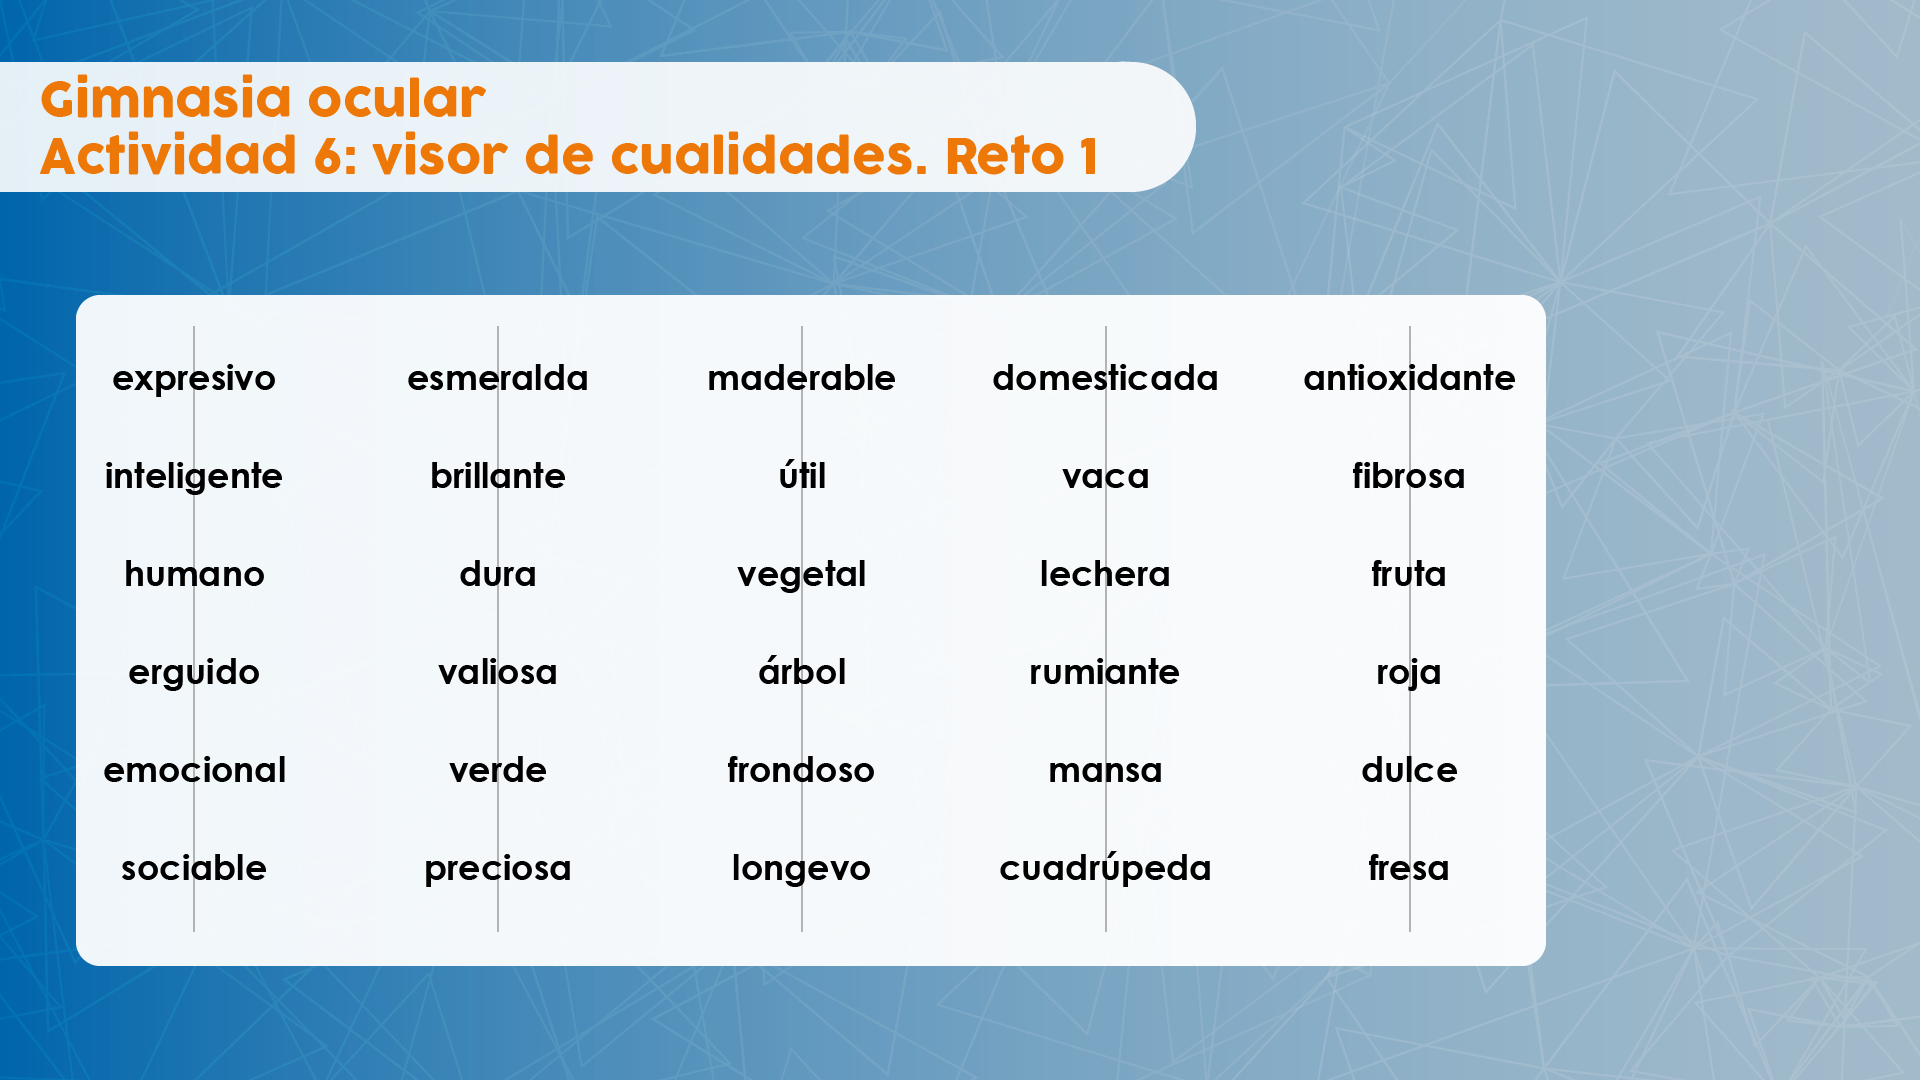 Gimnasia ocular
Actividad 6: visor de cualidades. Reto 1
expresivo esmeralda maderable domesticada antioxidante
inteligente brillante útil vaca fibrosa
humano dura vegetal lechera fruta
erguido valiosa árbol rumiante roja
emocional verde frondoso mansa dulce
sociable preciosa longevo cuadrúpeda fresa